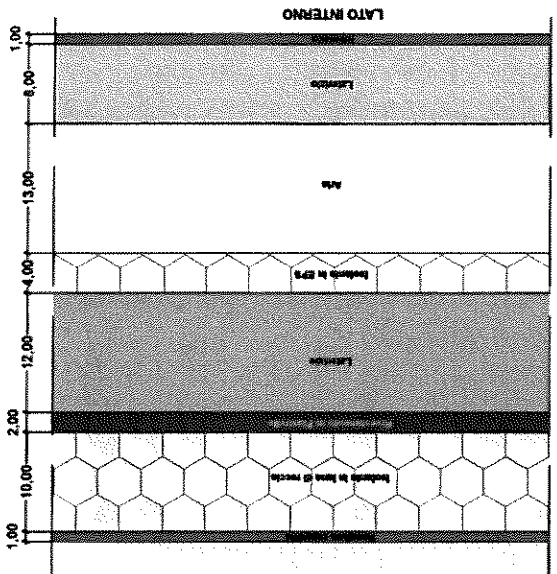 LATO INTERNO
1,00
8,00
Laterizio
13,00
Aria
4,00
Isolante in EPS
12,00
Laterizio
2,00
10,00
Isolante in lana di roccia
1,00